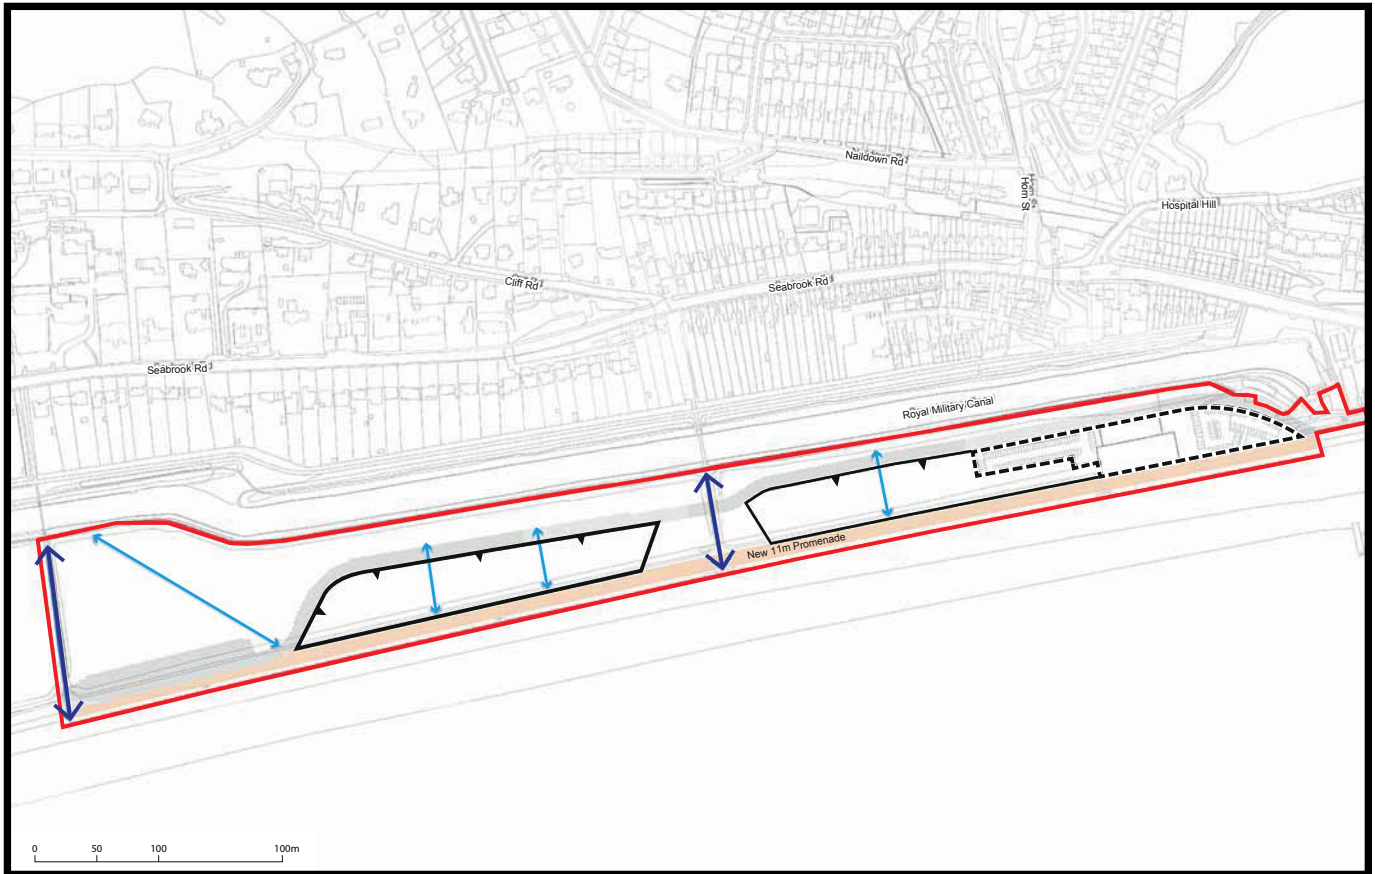 Naildown Rd
Horn St
Hospital Hill
Cliff Rd
Seabrook Rd
Seabrook Rd
Royal Military Canal
New 11m Promenade
0 50 100 100m